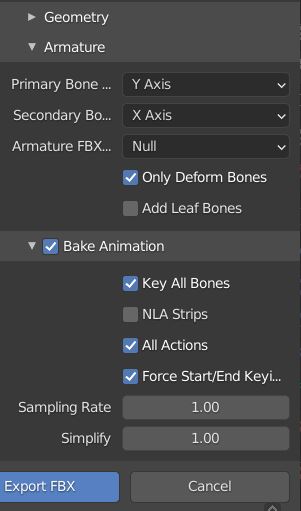 Geometry
Armature
Primary Bone ... Y Axis
Secondary Bo... X Axis
Armature FBX... Null
Only Deform Bones
Add Leaf Bones
Bake Animation
Key All Bones
NLA Strips
All Actions
Force Start/End Keyi...
Sampling Rate 1.00
Simplify 1.00
Export FBX Cancel